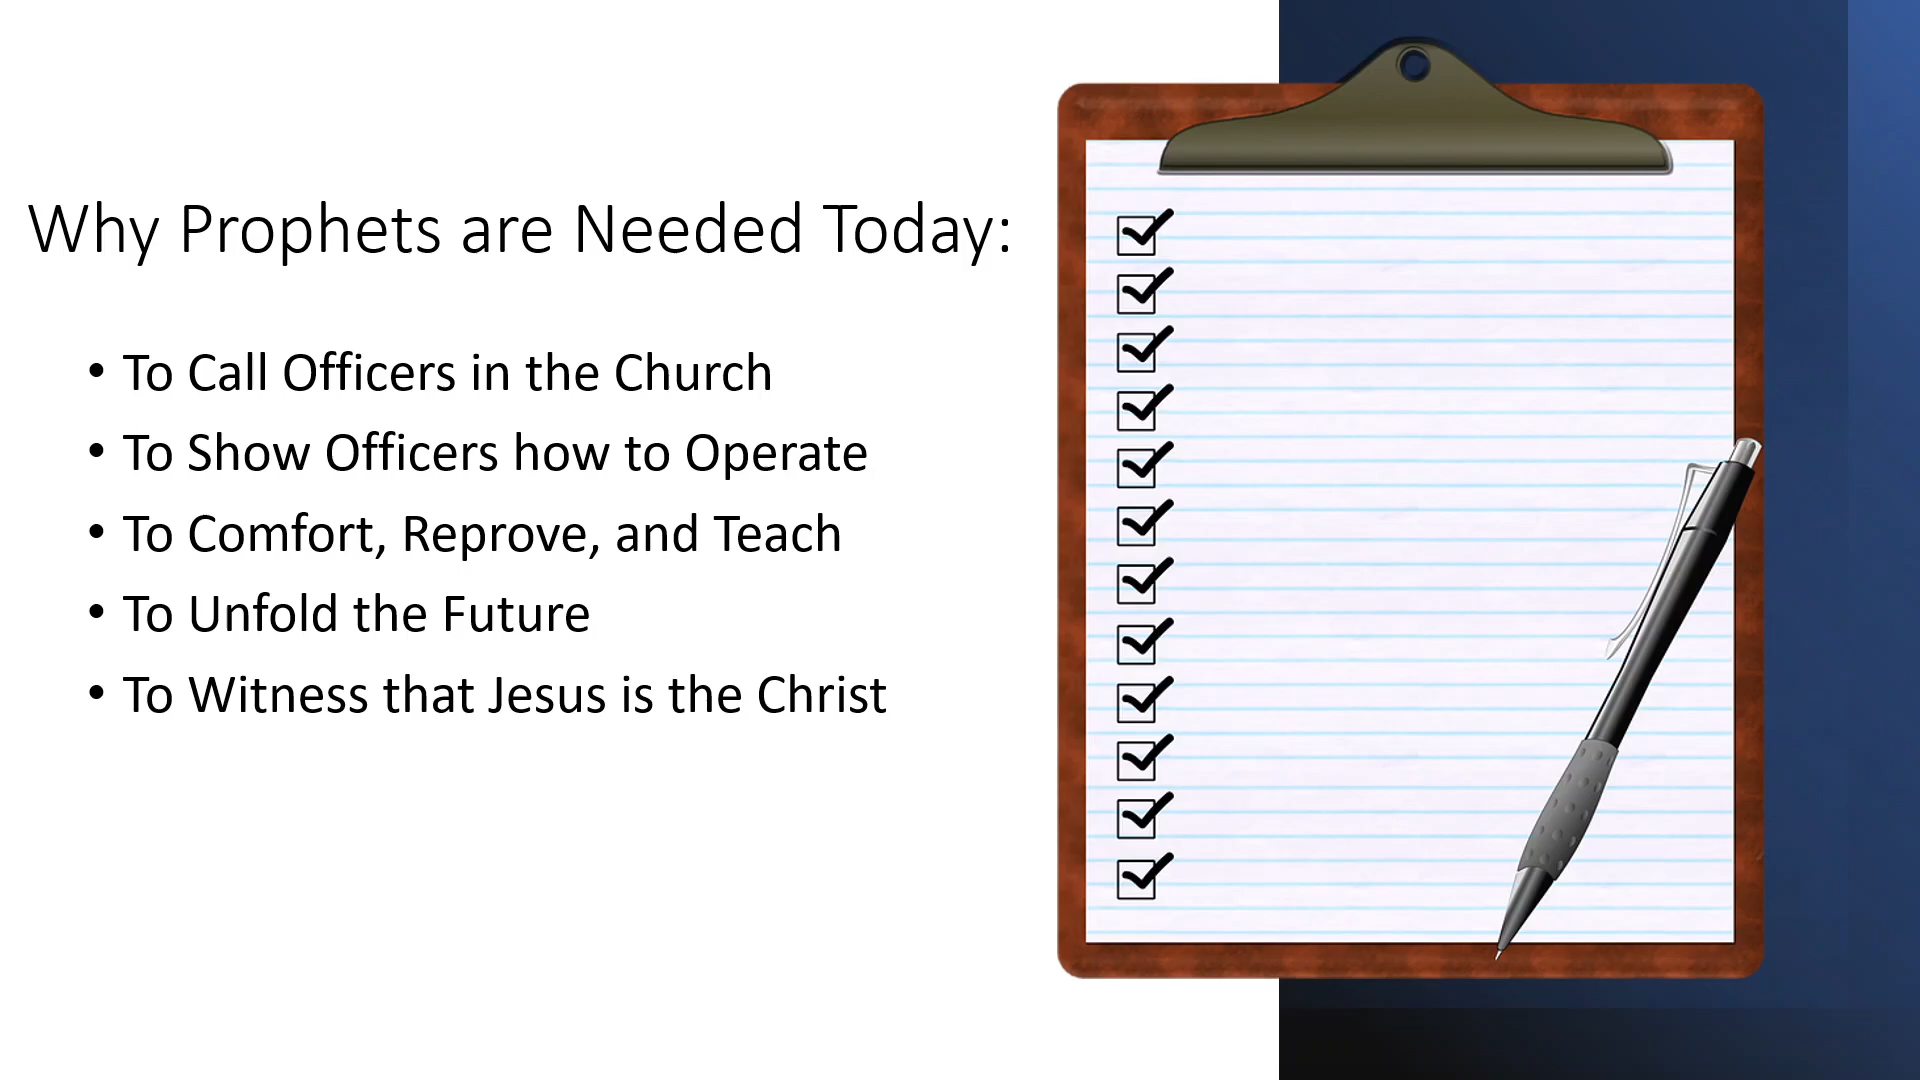 Why Prophets are Needed Today:
• To Call Officers in the Church
• To Show Officers how to Operate
• To Comfort, Reprove, and Teach
• To Unfold the Future
• To Witness that Jesus is the Christ